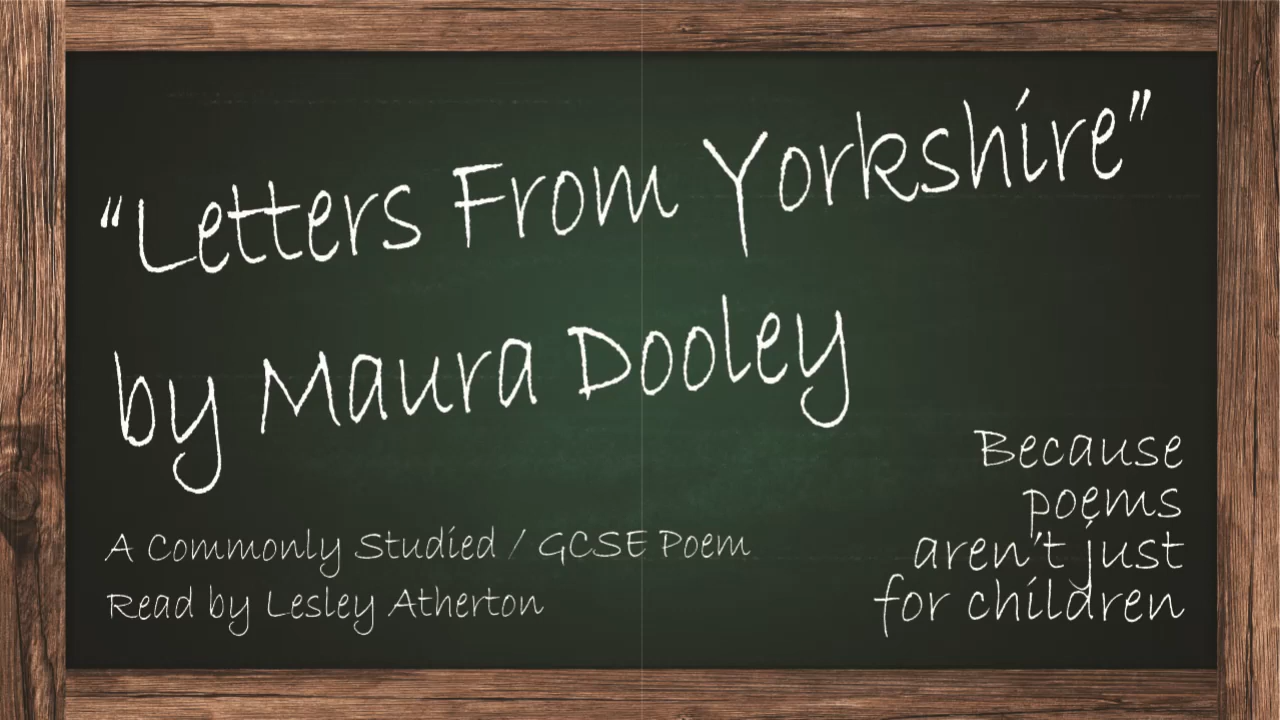 “Letters From Yorkshire”
by Maura Dooley
A Commonly Studied / GCSE Poem
Read by Lesley Atherton
Because
poems
aren't just
for children